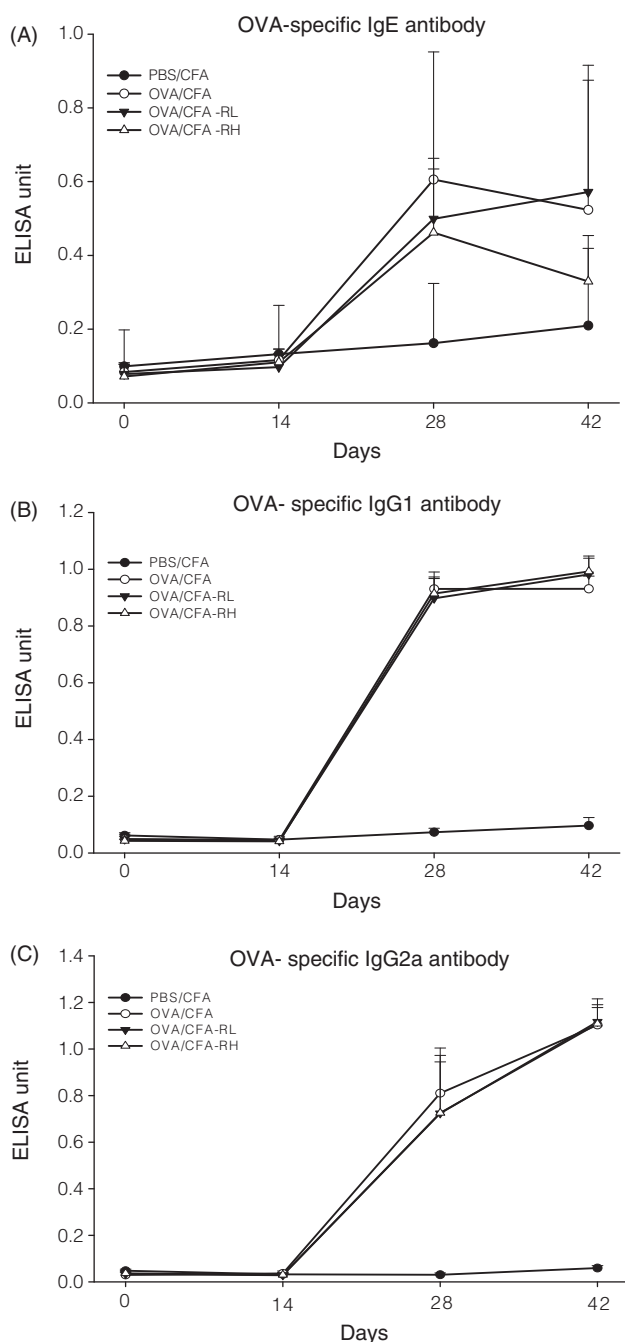 (A)
OVA-specific IgE antibody
1.0
0.8
0.6
0.4
0.2
0.0
ELISA unit
PBS/CFA
OVA/CFA
OVA/CFA -RL
OVA/CFA -RH
0 14 28 42
Days
(B)
OVA- specific IgG1 antibody
1.2
1.0
0.8
0.6
0.4
0.2
0.0
ELISA unit
PBS/CFA
OVA/CFA
OVA/CFA-RL
OVA/CFA-RH
0 14 28 42
Days
(C)
OVA- specific IgG2a antibody
1.4
1.2
1.0
0.8
0.6
0.4
0.2
0.0
ELISA unit
PBS/CFA
OVA/CFA
OVA/CFA-RL
OVA/CFA-RH
0 14 28 42
Days